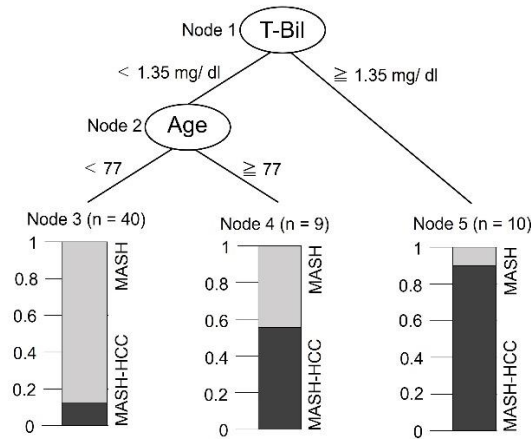 Node 1 T-Bil
< 1.35 mg/ dl ≧ 1.35 mg/ dl
Node 2 Age
< 77 ≧ 77
Node 3 (n = 40)
1
0.8
0.6
0.4
0.2
0
MASH
MASH-HCC
Node 4 (n = 9)
1
0.8
0.6
0.4
0.2
0
MASH
MASH-HCC
Node 5 (n = 10)
1
0.8
0.6
0.4
0.2
0
MASH
MASH-HCC